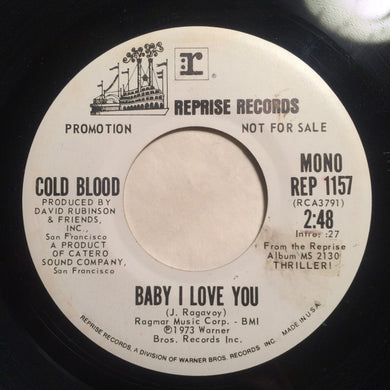 r
REPRISE RECORDS
PROMOTION
NOT FOR SALE
COLD BLOOD
PRODUCED BY
DAVID RUBINSON
& FRIENDS,
INC.,
San Francisco
A PRODUCT
OF CATERO
SOUND COMPANY,
San Francisco
MONO
REP 1157
(RCA3791)
2:48
Intro: :27
From the Reprise
Album MS 2130
THRILLER!
BABY I LOVE YOU
(J. Ragavoy)
Ragmar Music Corp. - BMI
℗1973 Warner
Bros. Records Inc.
REPRISE RECORDS, A DIVISION OF WARNER BROS. RECORDS INC. MADE IN U.S.A.